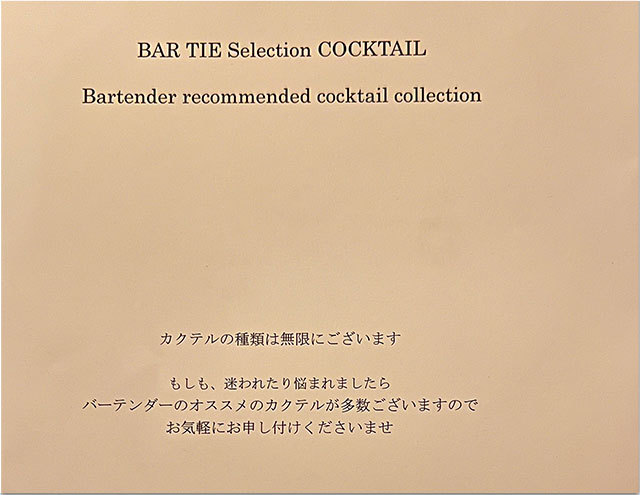 BAR TIE Selection COCKTAIL
Bartender recommended cocktail collection
カクテルの種類は無限にございます
もしも、迷われたり悩まれましたら
バーテンダーのオススメのカクテルが多数ございますので
お気軽にお申し付けくださいませ